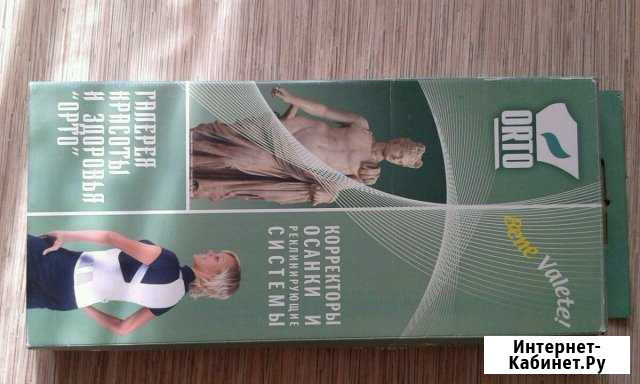 ORTO
Bene Valete!
ГАЛЕРЕЯ
КРАСОТЫ
И ЗДОРОВЬЯ
"ОРТО"
КОРРЕКТОРЫ
ОСАНКИ И
РЕКЛИНИРУЮЩИЕ
СИСТЕМЫ
Интернет-
Кабинет.Ру